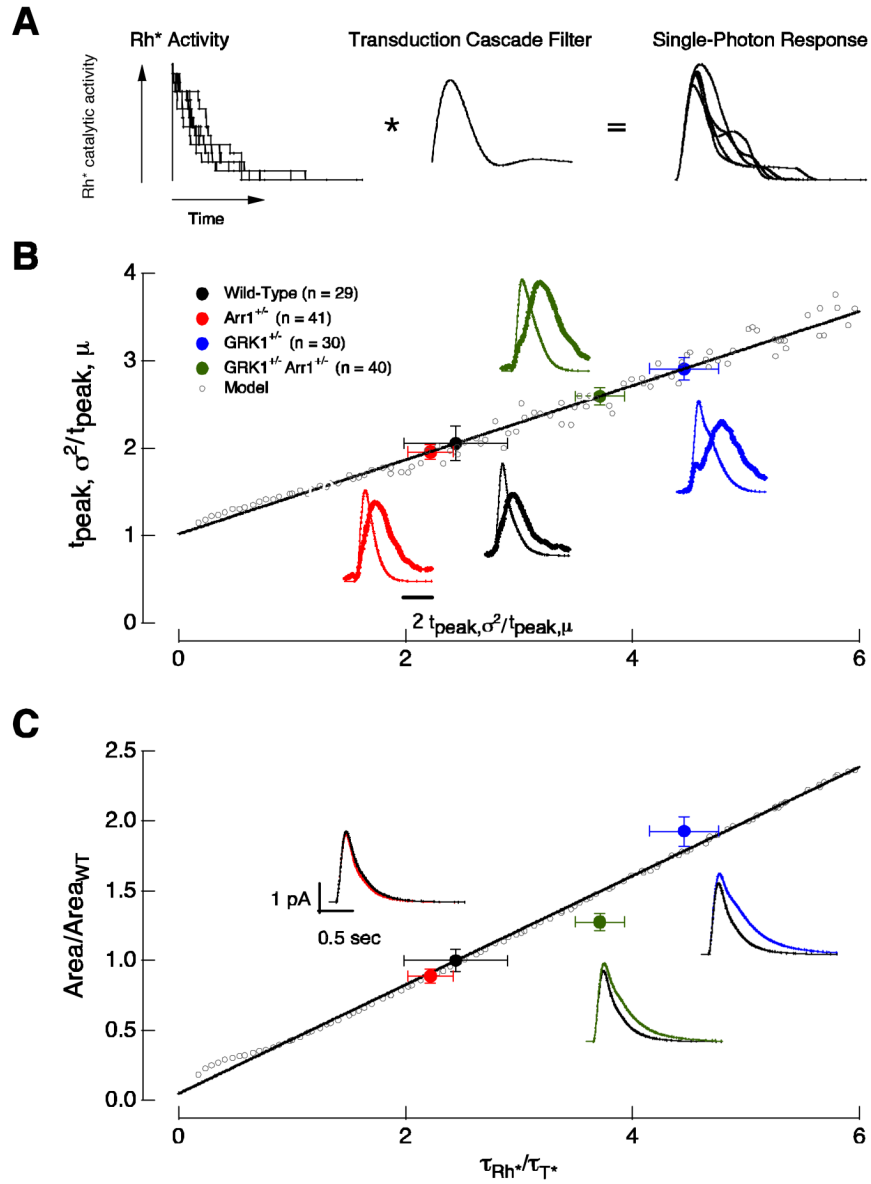 A
Rh* Activity
Transduction Cascade Filter
Single-Photon Response
Rh* catalytic activity
*
=
Time
B
4
3
2
1
0
tpeak, σ²/tpeak, μ
Wild-Type (n = 29)
Arr1+/- (n = 41)
GRK1+/- (n = 30)
GRK1+/- Arr1+/- (n = 40)
Model
2 tpeak,σ²/tpeak,μ
0 2 4 6
C
2.5
2.0
1.5
1.0
0.5
0.0
Area/AreaWT
1 pA
0.5 sec
0 2 4 6
τRh*/τT*